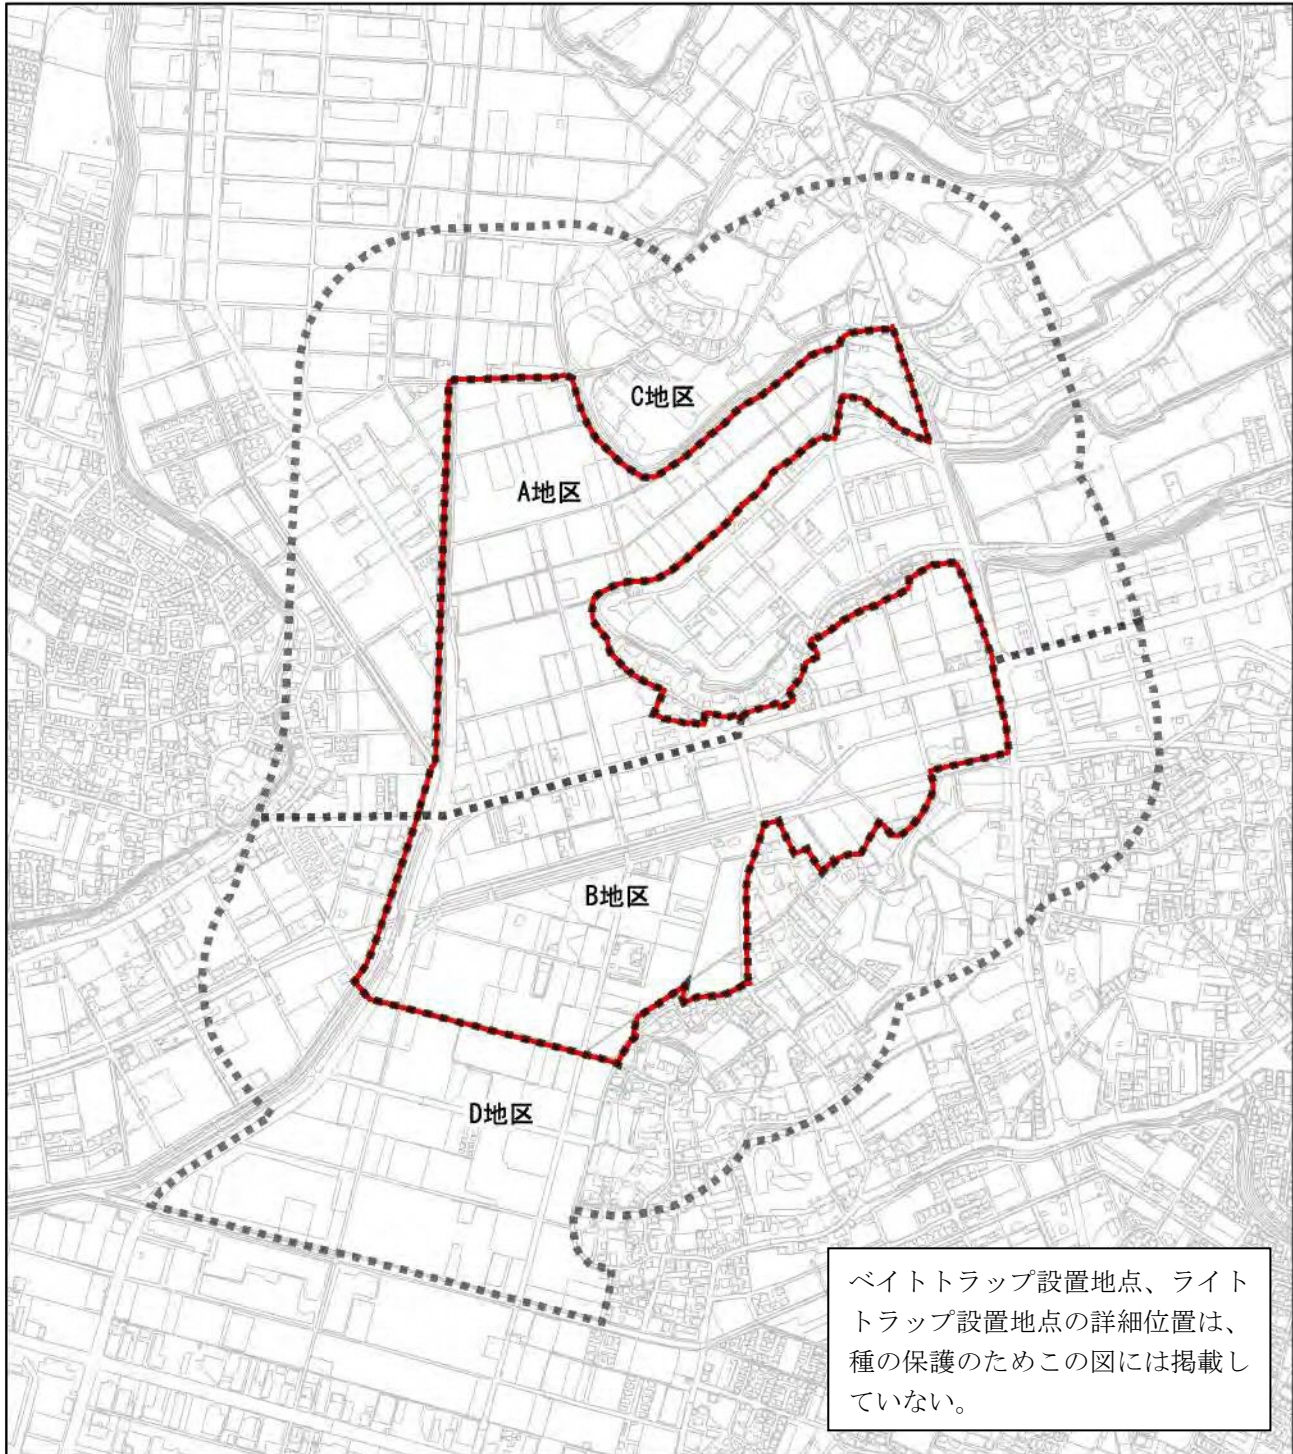 C地区
A地区
B地区
D地区
ベイトトラップ設置地点、ライト
トラップ設置地点の詳細位置は、
種の保護のためこの図には掲載し
ていない。